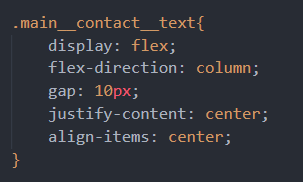 .main__contact__text{
    display: flex;
    flex-direction: column;
    gap: 10px;
    justify-content: center;
    align-items: center;
}